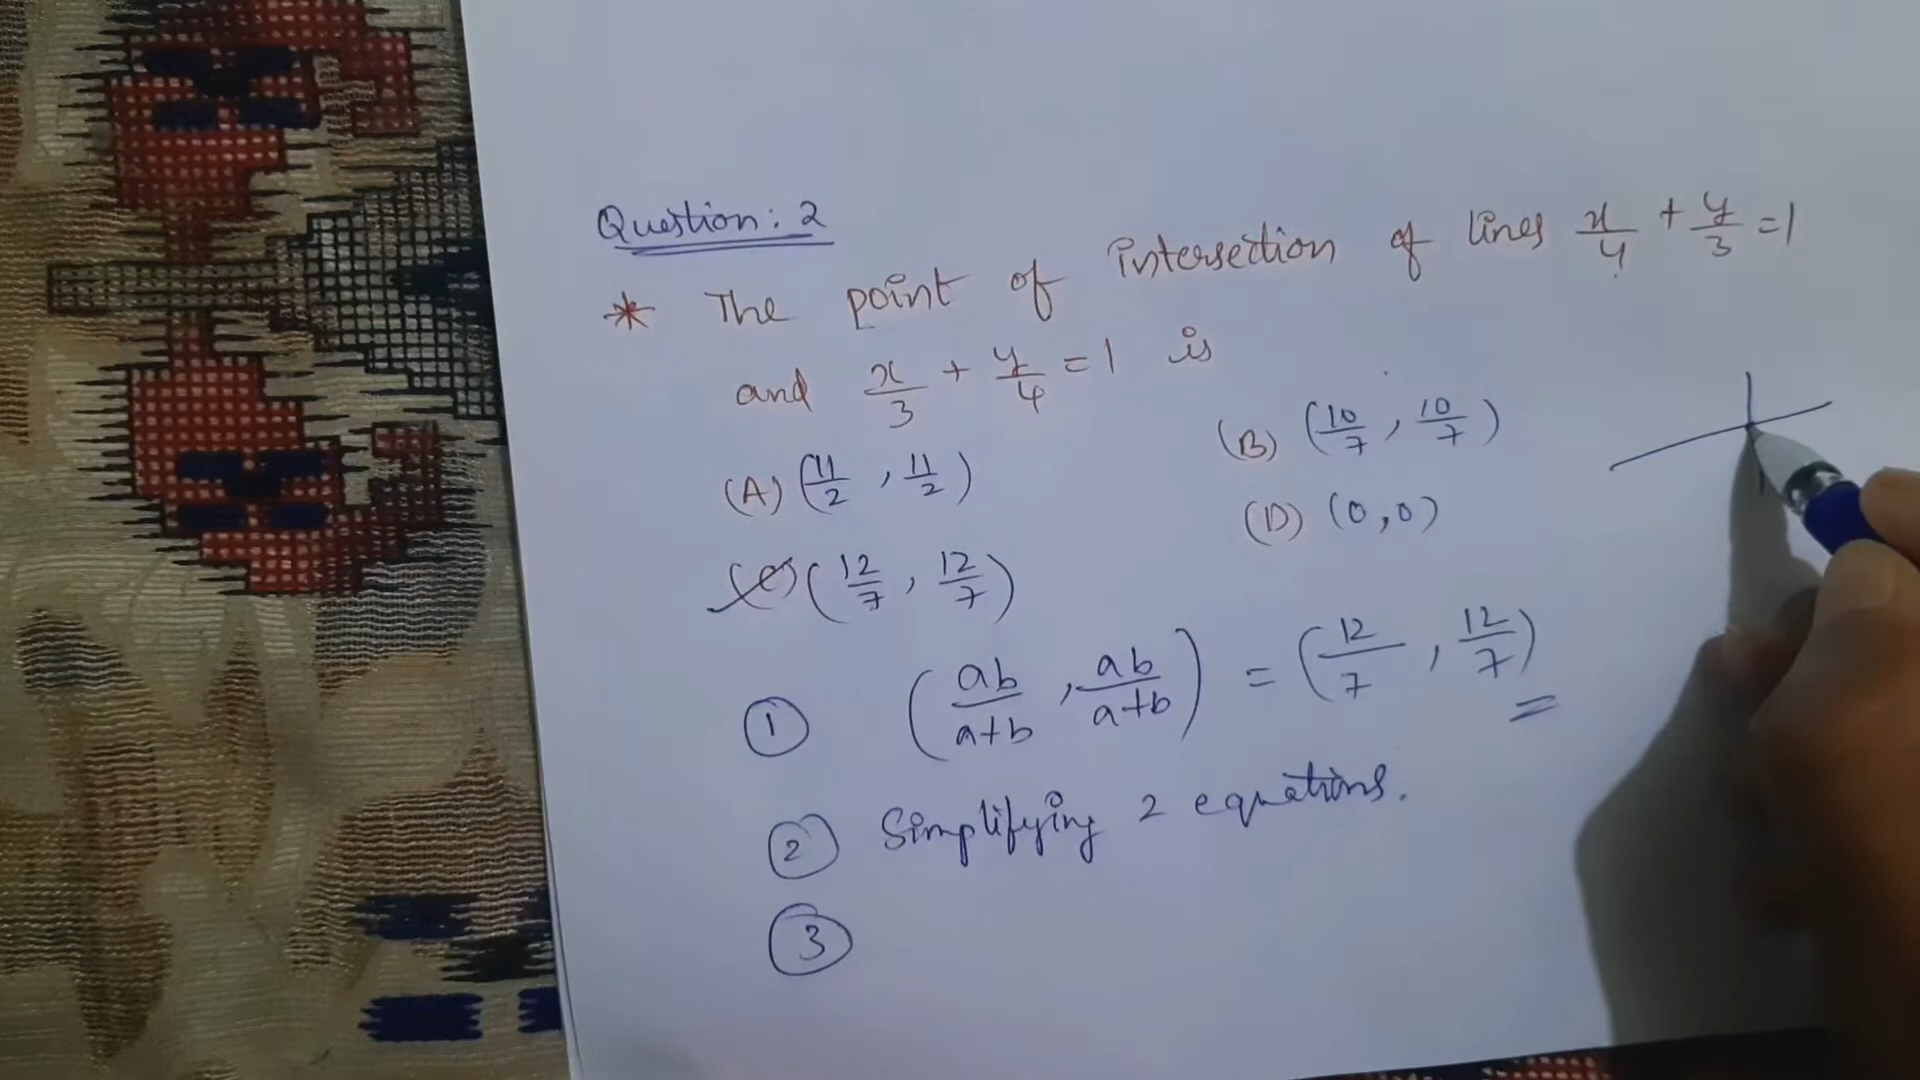 Question: 2
* The point of intersection of lines x/4 + y/3 = 1
and x/3 + y/4 = 1 is
(A) (11/2, 11/2) (B) (10/7, 10/7)
(C) (12/7, 12/7) (D) (0,0)
① (ab/a+b, ab/a+b) = (12/7, 12/7)
② Simplifying 2 equations.
③